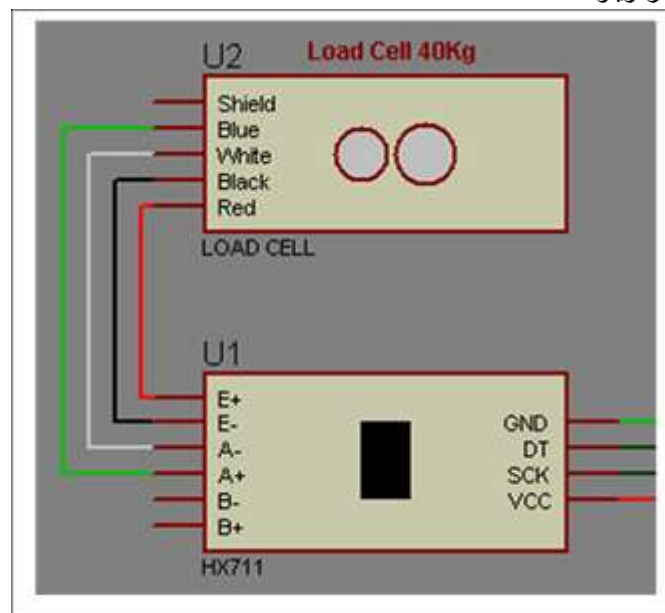 U2 Load Cell 40Kg
Shield
Blue
White
Black
Red
LOAD CELL
U1
E+
E-
A-
A+
B-
B+
GND
DT
SCK
VCC
HX711